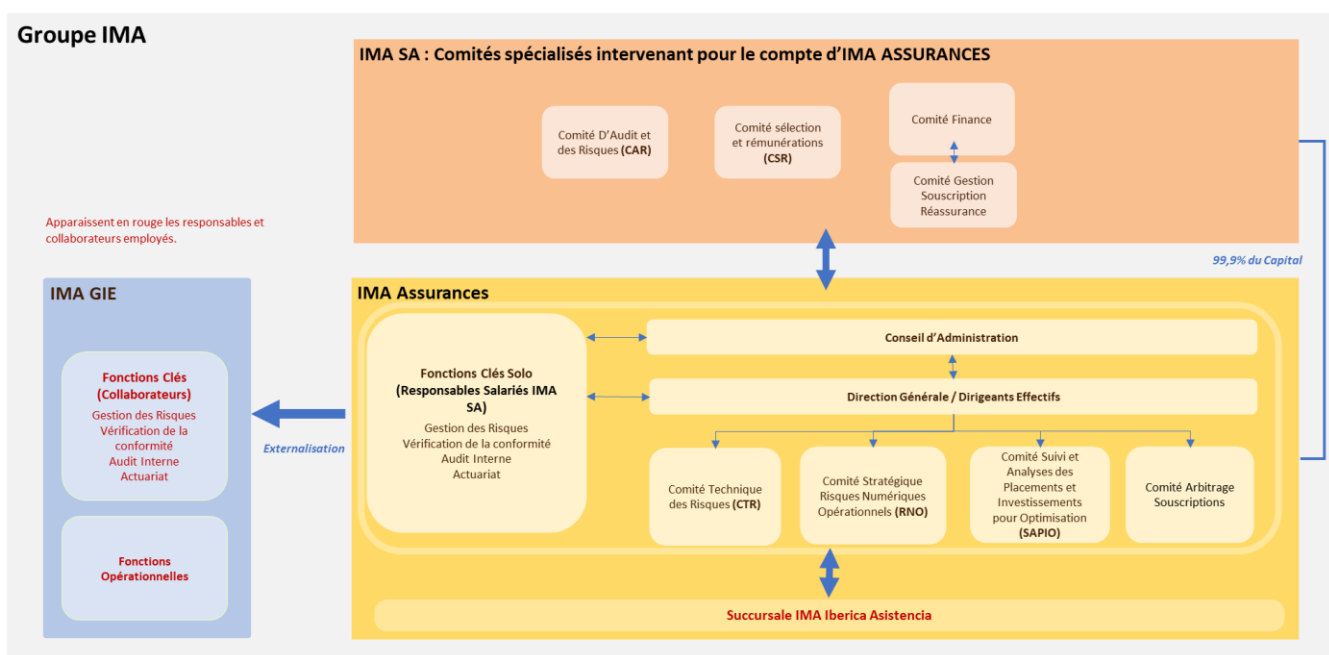 Groupe IMA
IMA SA : Comités spécialisés intervenant pour le compte d'IMA ASSURANCES
Comité D'Audit et
des Risques (CAR)
Comité sélection
et rémunérations
(CSR)
Comité Finance
Comité Gestion
Souscription
Réassurance
Apparaissent en rouge les responsables et
collaborateurs employés.
99,9% du Capital
IMA GIE
Fonctions Clés
(Collaborateurs)
Gestion des Risques
Vérification de la
conformité
Audit Interne
Actuariat
Fonctions
Opérationnelles
Externalisation
IMA Assurances
Fonctions Clés Solo
(Responsables Salariés IMA
SA)
Gestion des Risques
Vérification de la conformité
Audit Interne
Actuariat
Conseil d'Administration
Direction Générale / Dirigeants Effectifs
Comité Technique
des Risques (CTR)
Comité Stratégique
Risques Numériques
Opérationnels (RNO)
Comité Suivi et
Analyses des
Placements et
Investissements
pour Optimisation
(SAPIO)
Comité Arbitrage
Souscriptions
Succursale IMA Iberica Asistencia